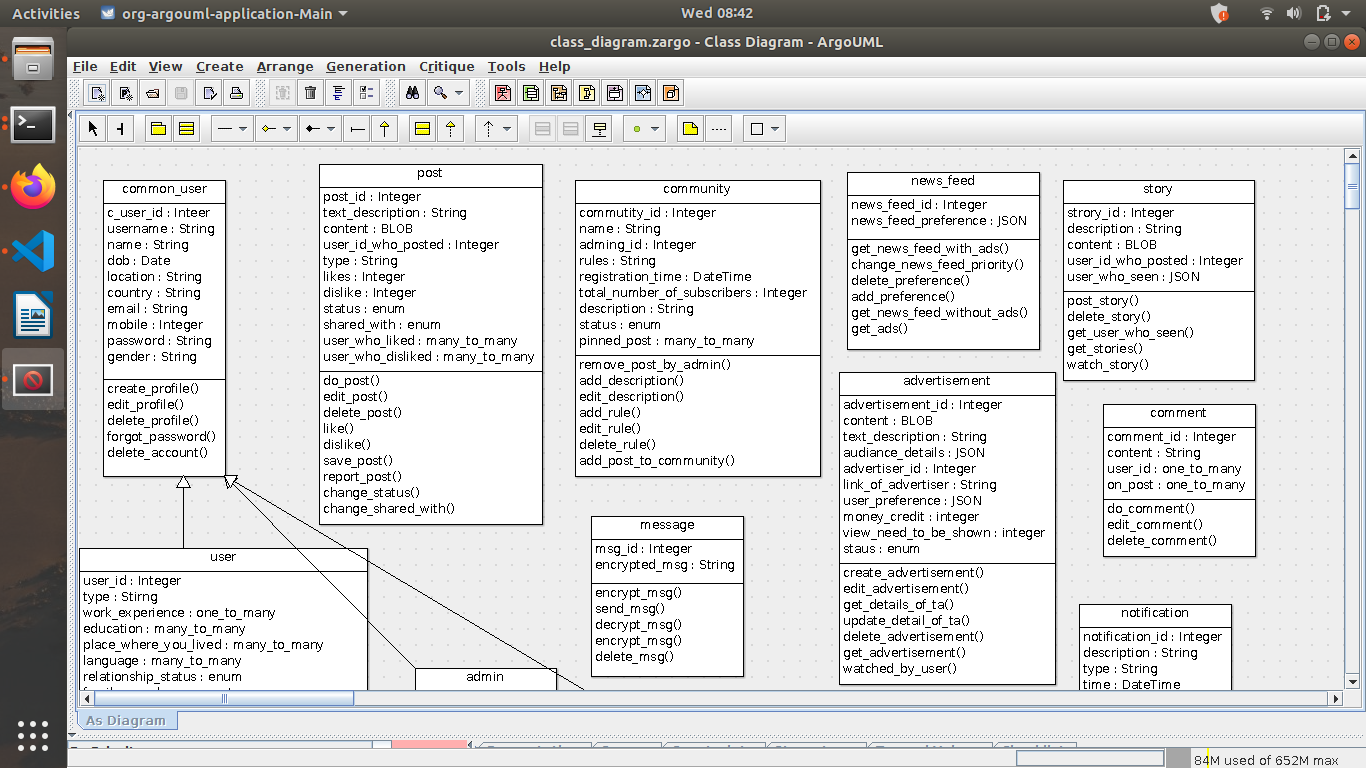 Activities
org-argouml-application-Main
Wed 08:42
class_diagram.zargo - Class Diagram - ArgoUML
File Edit View Create Arrange Generation Critique Tools Help
common_user
c_user_id : Inteer
username : String
name : String
dob : Date
location : String
country : String
email : String
mobile : Integer
password : String
gender : String
create_profile()
edit_profile()
delete_profile()
forgot_password()
delete_account()
post
post_id : Integer
text_description : String
content : BLOB
user_id_who_posted : Integer
type : String
likes : Integer
dislike : Integer
status : enum
shared_with : enum
user_who_liked : many_to_many
user_who_disliked : many_to_many
do_post()
edit_post()
delete_post()
like()
dislike()
save_post()
report_post()
change_status()
change_shared_with()
community
commutity_id : Integer
name : String
adming_id : Integer
rules : String
registration_time : DateTime
total_number_of_subscribers : Integer
description : String
status : enum
pinned_post : many_to_many
remove_post_by_admin()
add_description()
edit_description()
add_rule()
edit_rule()
delete_rule()
add_post_to_community()
news_feed
news_feed_id : Integer
news_feed_preference : JSON
get_news_feed_with_ads()
change_news_feed_priority()
delete_preference()
add_preference()
get_news_feed_without_ads()
get_ads()
story
strory_id : Integer
description : String
content : BLOB
user_id_who_posted : Integer
user_who_seen : JSON
post_story()
delete_story()
get_user_who_seen()
get_stories()
watch_story()
advertisement
advertisement_id : Integer
content : BLOB
text_description : String
audiance_details : JSON
advertiser_id : Integer
link_of_advertiser : String
user_preference : JSON
money_credit : integer
view_need_to_be_shown : integer
staus : enum
create_advertisement()
edit_advertisement()
get_details_of_ta()
update_detail_of_ta()
delete_advertisement()
get_advertisement()
watched_by_user()
comment
comment_id : Integer
content : String
user_id : one_to_many
on_post : one_to_many
do_comment()
edit_comment()
delete_comment()
message
msg_id : Integer
encrypted_msg : String
encrypt_msg()
send_msg()
decrypt_msg()
encrypt_msg()
delete_msg()
user
user_id : Integer
type : Stirng
work_experience : one_to_many
education : many_to_many
place_where_you_lived : many_to_many
language : many_to_many
relationship_status : enum
admin
notification
notification_id : Integer
description : String
type : String
time : DateTime
As Diagram
84M used of 652M max